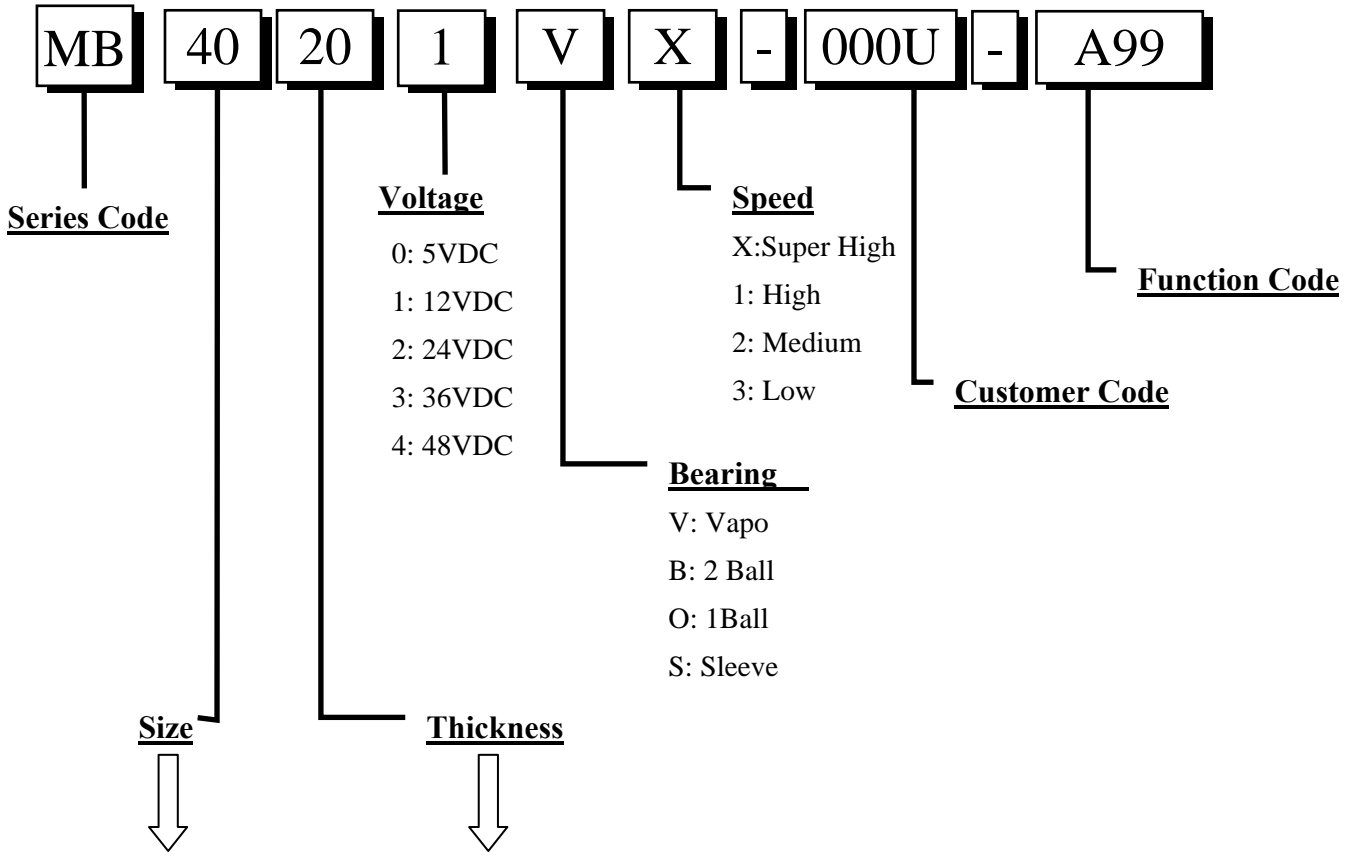 MB 40 20 1 V X - 000U - A99
Series Code
Voltage
0: 5VDC
1: 12VDC
2: 24VDC
3: 36VDC
4: 48VDC
Speed
X:Super High
1: High
2: Medium
3: Low
Function Code
Customer Code
Bearing
V: Vapo
B: 2 Ball
O: 1Ball
S: Sleeve
Size
Thickness